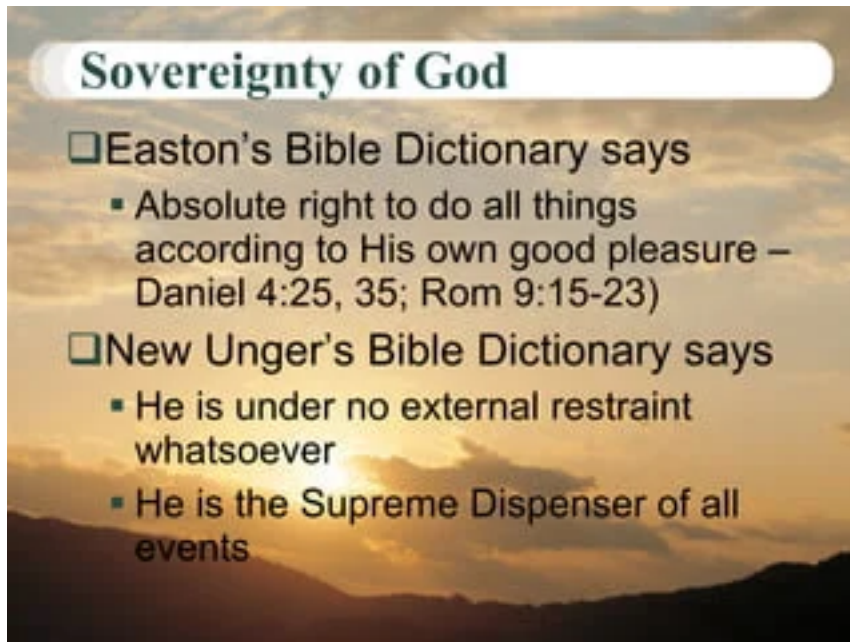 Sovereignty of God
Easton's Bible Dictionary says
Absolute right to do all things
according to His own good pleasure –
Daniel 4:25, 35; Rom 9:15-23)
New Unger's Bible Dictionary says
He is under no external restraint
whatsoever
He is the Supreme Dispenser of all
events